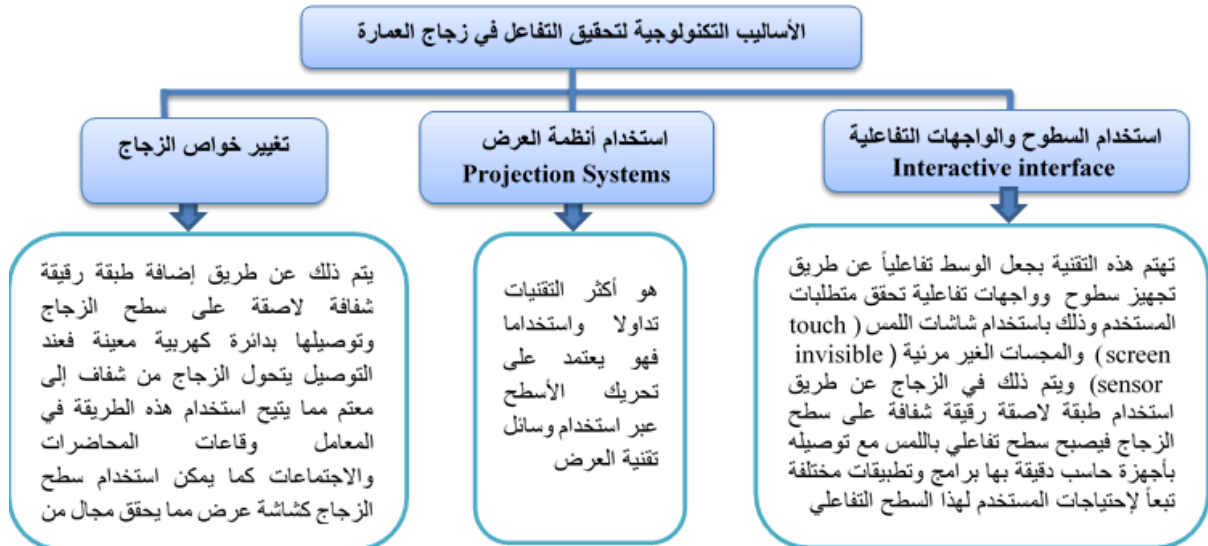 الأساليب التكنولوجية لتحقيق التفاعل في زجاج العمارة
استخدام السطوح والواجهات التفاعلية
Interactive interface
تهتم هذه التقنية بجعل الوسط تفاعلياً عن طريق
تجهيز سطوح وواجهات تفاعلية تحقق متطلبات
المستخدم وذلك باستخدام شاشات اللمس ( touch
screen) والمجسات الغير مرئية ( invisible
sensor) ويتم ذلك في الزجاج عن طريق
استخدام طبقة لاصقة رقيقة شفافة على سطح
الزجاج فيصبح سطح تفاعلي باللمس مع توصيله
بأجهزة حاسب دقيقة بها برامج وتطبيقات مختلفة
تبعاً لإحتياجات المستخدم لهذا السطح التفاعلي
استخدام أنظمة العرض
Projection Systems
هو أكثر التقنيات
تداولا واستخداما
فهو يعتمد على
تحريك الأسطح
عبر استخدام وسائل
تقنية العرض
تغيير خواص الزجاج
يتم ذلك عن طريق إضافة طبقة رقيقة
شفافة لاصقة على سطح الزجاج
وتوصيلها بدائرة كهربية معينة فعند
التوصيل يتحول الزجاج من شفاف إلى
معتم مما يتيح استخدام هذه الطريقة في
المعامل وقاعات المحاضرات
والاجتماعات كما يمكن استخدام سطح
الزجاج كشاشة عرض مما يحقق مجال من